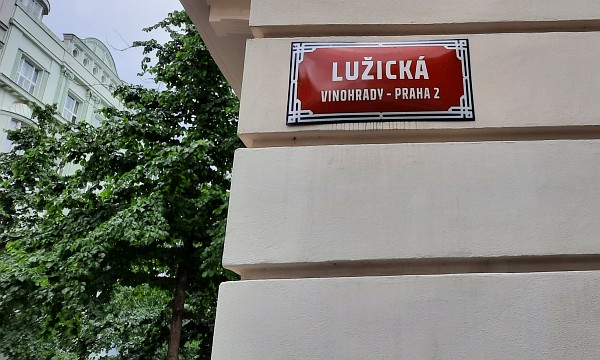 LUŽICKÁ
VINOHRADY - PRAHA 2